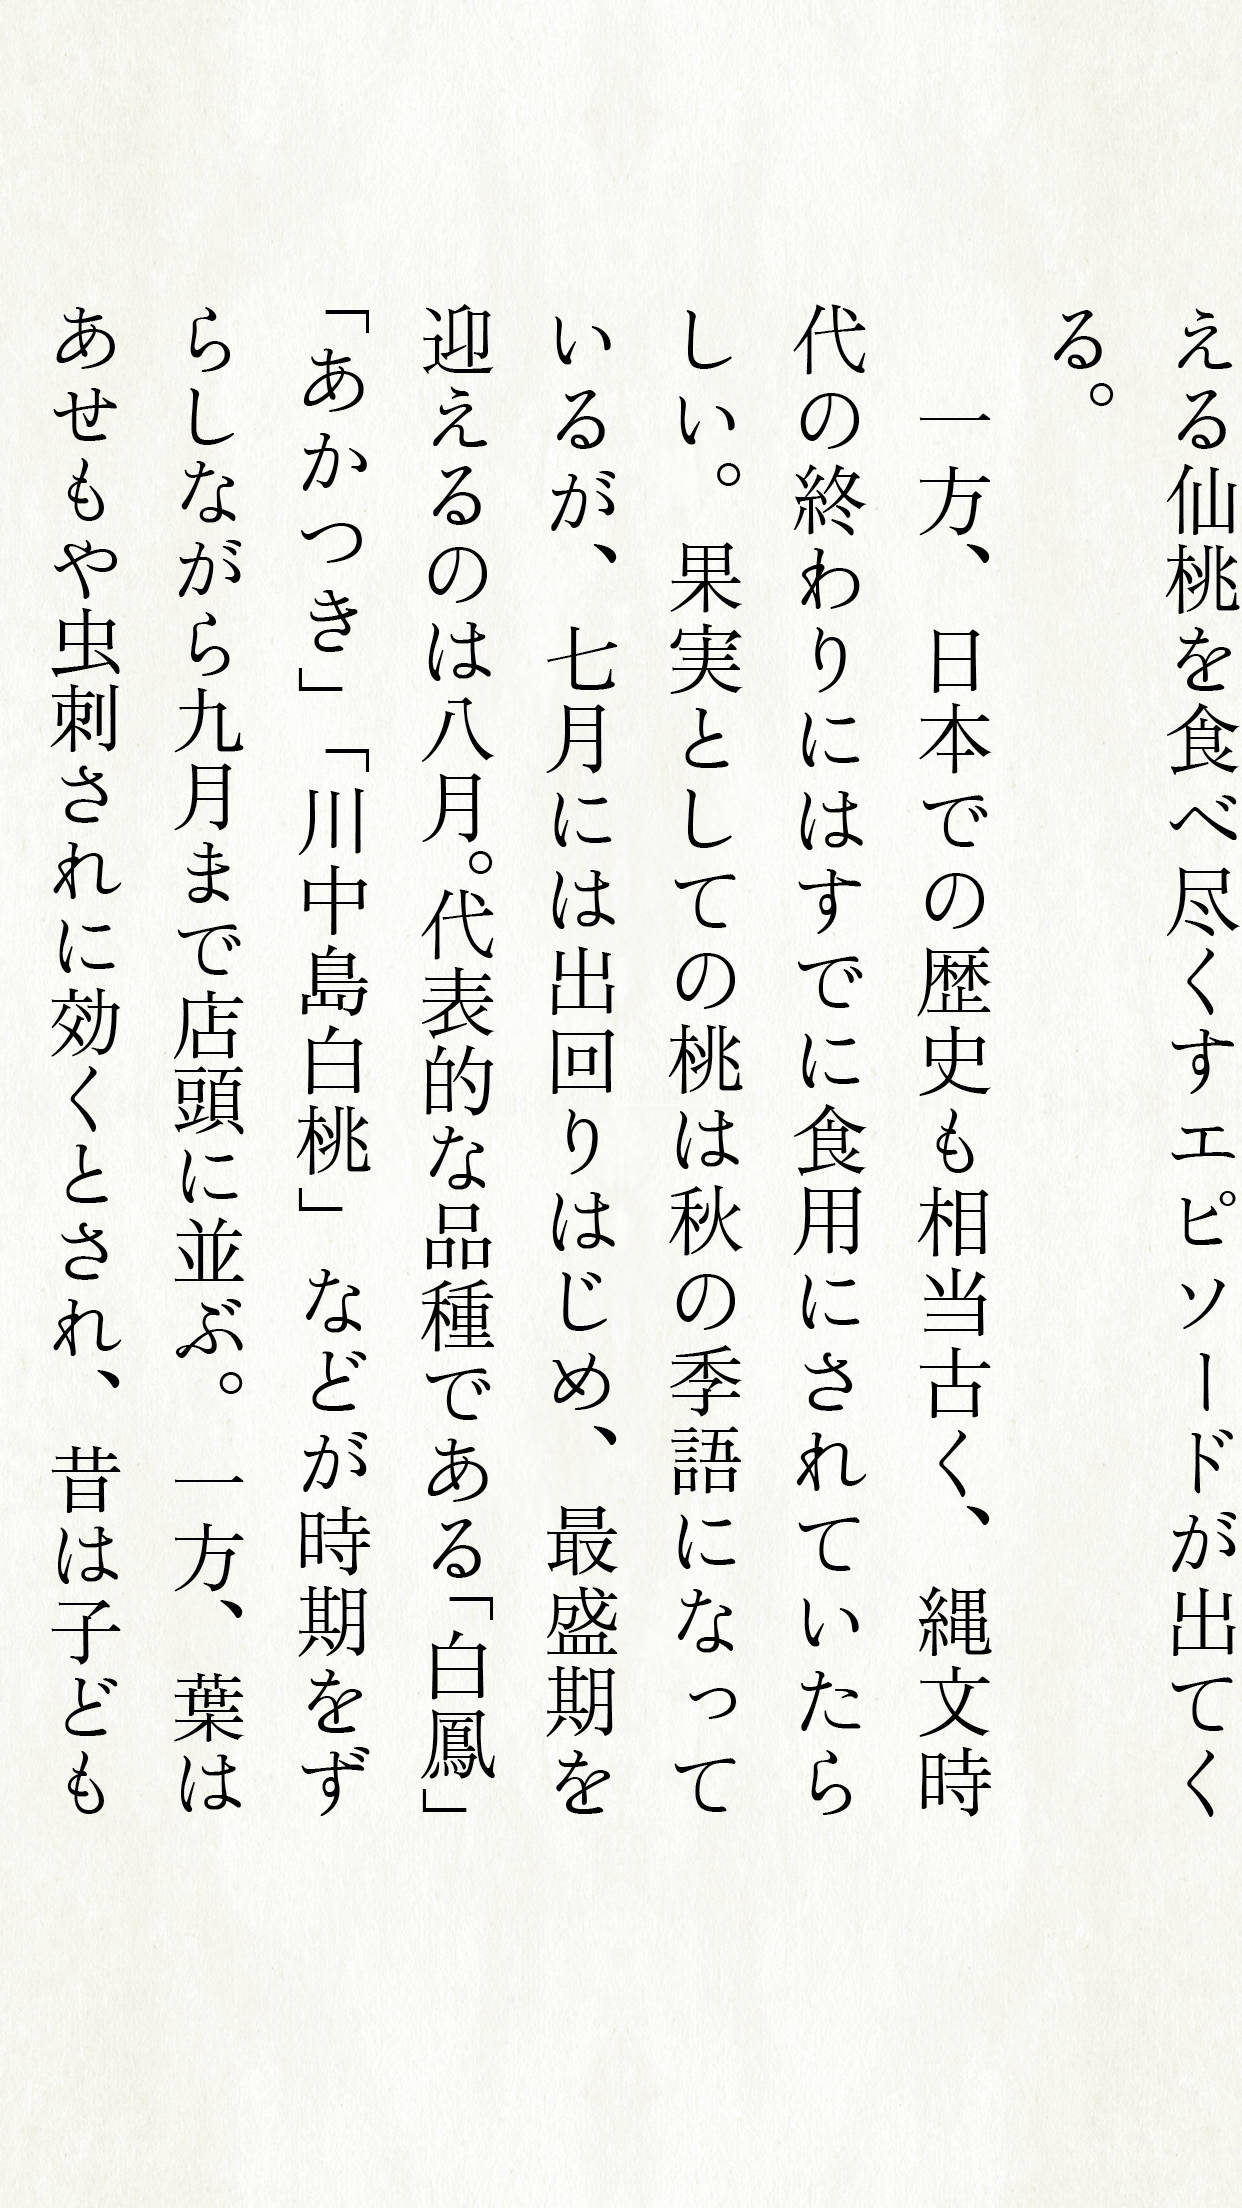 える仙桃を食べ尽くすエピソードが出てく
る。
　一方、日本での歴史も相当古く、縄文時
代の終わりにはすでに食用にされていたら
しい。果実としての桃は秋の季語になって
いるが、七月には出回りはじめ、最盛期を
迎えるのは八月。代表的な品種である「白鳳」
「あかつき」「川中島白桃」などが時期をず
らしながら九月まで店頭に並ぶ。一方、葉は
あせもや虫刺されに効くとされ、昔は子ども